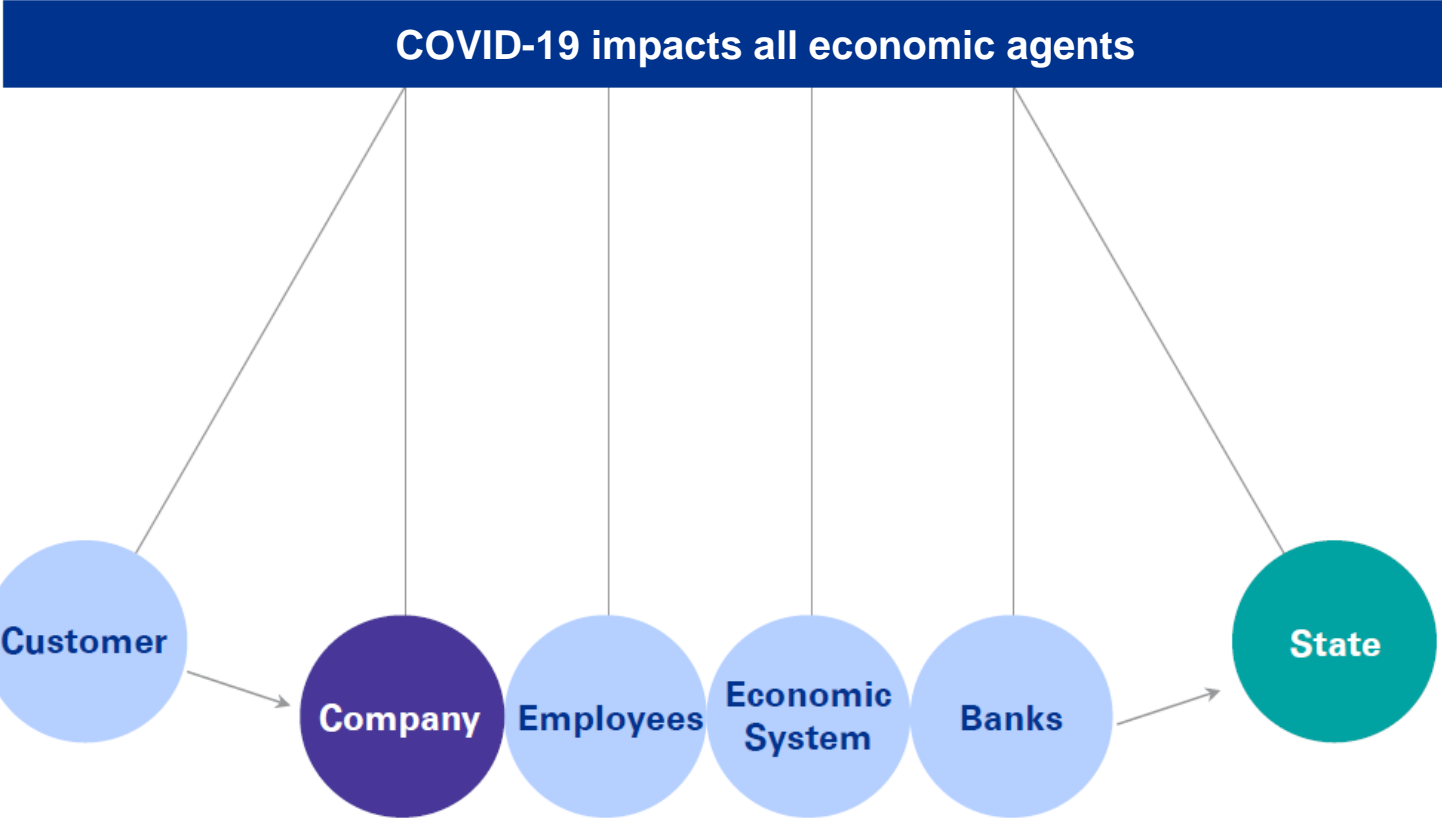 COVID-19 impacts all economic agents
Customer
Company
Employees
Economic
System
Banks
State